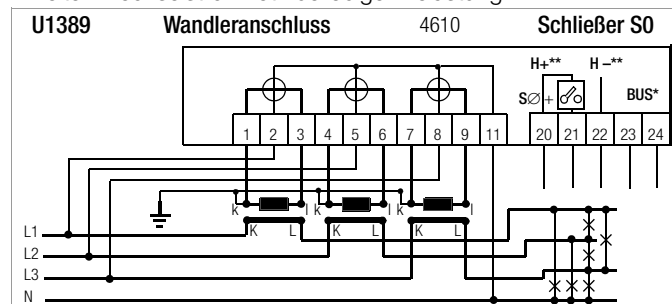 U1389 Wandleranschluss 4610 Schließer S0
H+** H –**
SØ + BUS*
1 2 3 4 5 6 7 8 9 11 20 21 22 23 24
k l k l k l
L1 K L K L K L
L2
L3
N